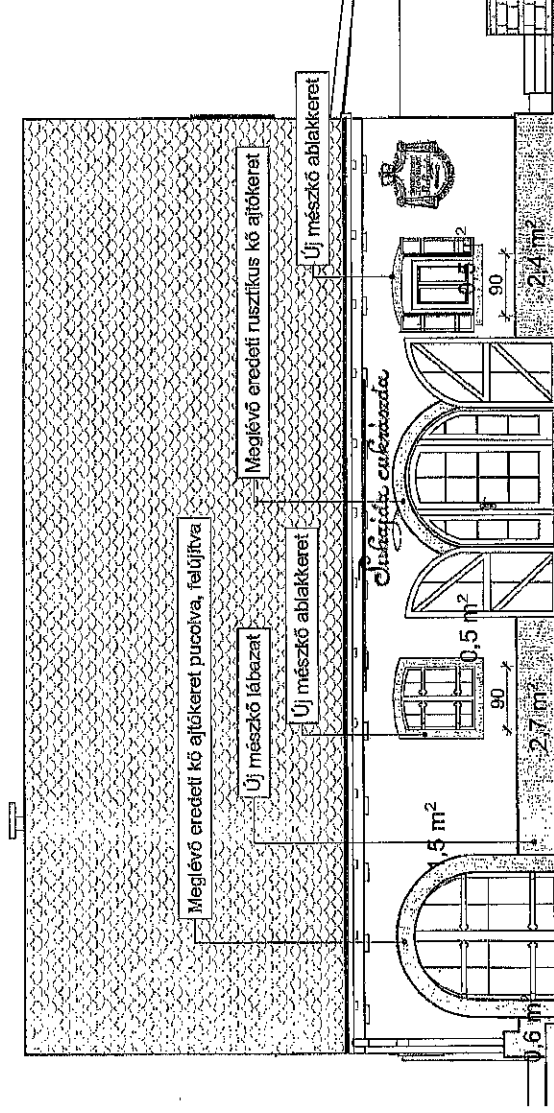 Meglévő eredeti kő ajtókeret pucolva, felújítva
Meglévő eredeti rusztikus kő ajtókeret
Új mészkő lábazat
Új mészkő ablakkeret
Új mészkő ablakkeret
Suhajda cukrászda
,5 m²
0,5 m²
0,5 m²
90
90
0,6 m²
2,7 m²
2,4 m²